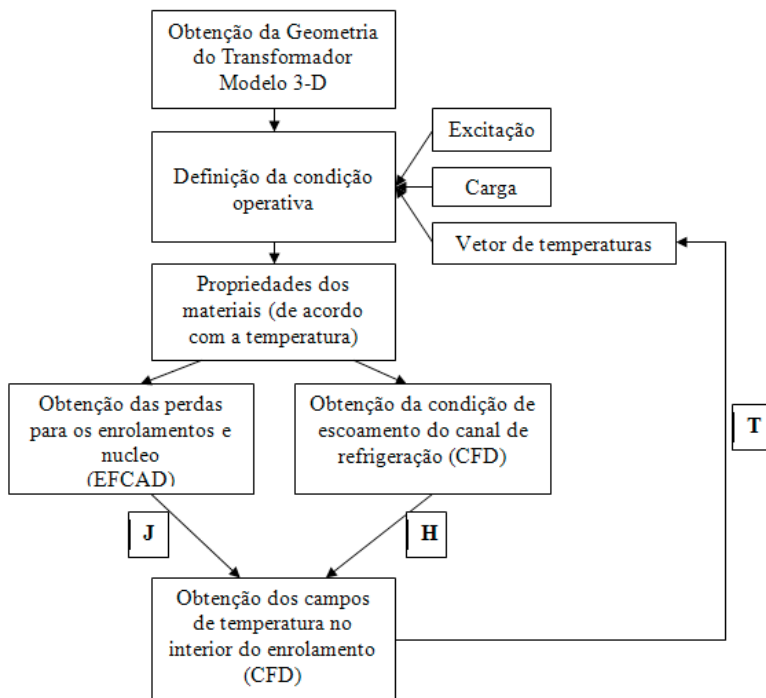 Obtenção da Geometria
do Transformador
Modelo 3-D
Excitação
Definição da condição
operativa
Carga
Vetor de temperaturas
Propriedades dos
materiais (de acordo
com a temperatura)
Obtenção das perdas
para os enrolamentos e
nucleo
(EFCAD)
Obtenção da condição de
escoamento do canal de
refrigeração (CFD)
T
J
H
Obtenção dos campos
de temperatura no
interior do enrolamento
(CFD)